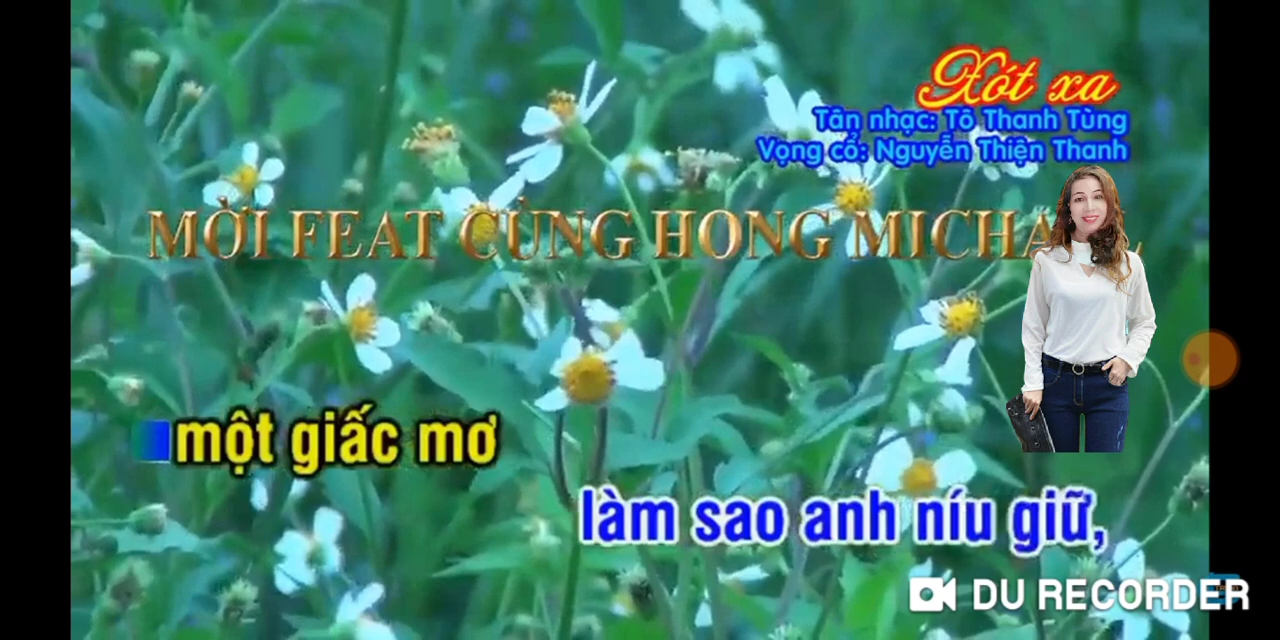 Xót xa
Tân nhạc: Tô Thanh Tùng
Vọng cổ: Nguyễn Thiện Thanh
MỜI FEAT CÙNG HONG
một giấc mơ
làm sao anh níu giữ,
DU RECORDER